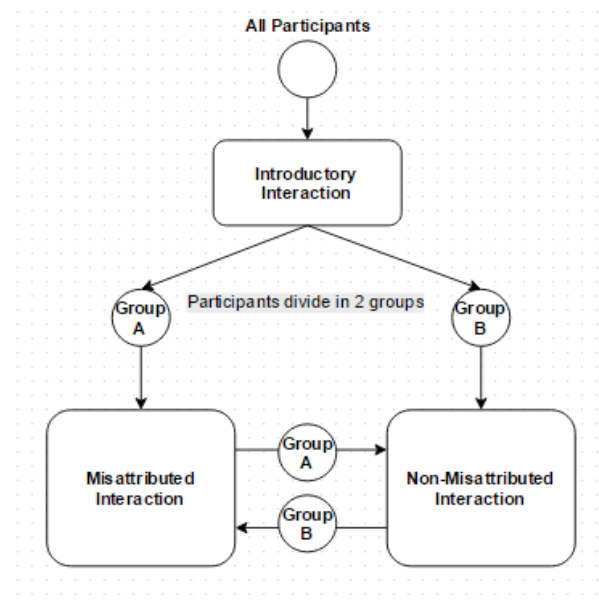 All Participants
Introductory
Interaction
Participants divide in 2 groups
Group
A
Group
B
Misattributed
Interaction
Group
A
Non-Misattributed
Interaction
Group
B